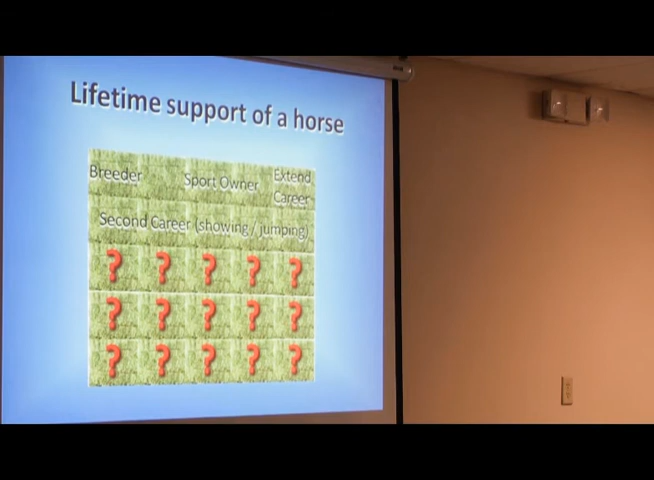 Lifetime support of a horse
Breeder Sport Owner Extend Career
Second Career (showing / jumping)
? ? ? ? ?
? ? ? ? ?
? ? ? ? ?